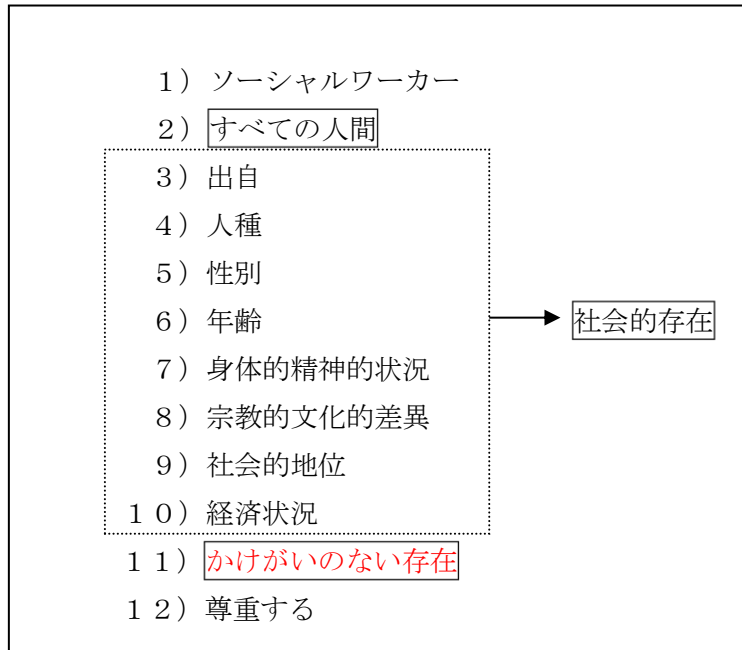 １）ソーシャルワーカー
２）すべての人間
３）出自
４）人種
５）性別
６）年齢
７）身体的精神的状況
８）宗教的文化的差異
９）社会的地位
１０）経済状況
社会的存在
１１）かけがいのない存在
１２）尊重する